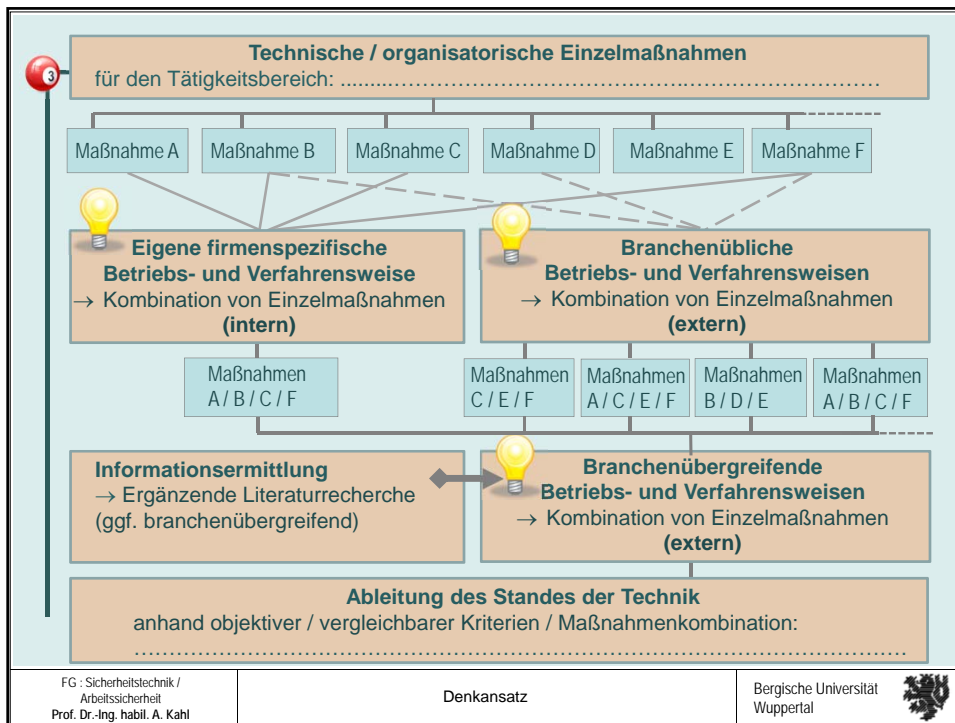 Technische / organisatorische Einzelmaßnahmen
3
für den Tätigkeitsbereich: .........……………………………..……..………………………
Maßnahme A
Maßnahme B
Maßnahme C
Maßnahme D
Maßnahme E
Maßnahme F
Eigene firmenspezifische
Betriebs- und Verfahrensweise
→ Kombination von Einzelmaßnahmen
(intern)
Branchenübliche
Betriebs- und Verfahrensweisen
→ Kombination von Einzelmaßnahmen
(extern)
Maßnahmen
A / B / C / F
Maßnahmen
C / E / F
Maßnahmen
A / C / E / F
Maßnahmen
B / D / E
Maßnahmen
A / B / C / F
Informationsermittlung
→ Ergänzende Literaturrecherche
(ggf. branchenübergreifend)
Branchenübergreifende
Betriebs- und Verfahrensweisen
→ Kombination von Einzelmaßnahmen
(extern)
Ableitung des Standes der Technik
anhand objektiver / vergleichbarer Kriterien / Maßnahmenkombination:
……………………………………………………………………………………
FG : Sicherheitstechnik /
Arbeitssicherheit
Prof. Dr.-Ing. habil. A. Kahl
Denkansatz
Bergische Universität
Wuppertal